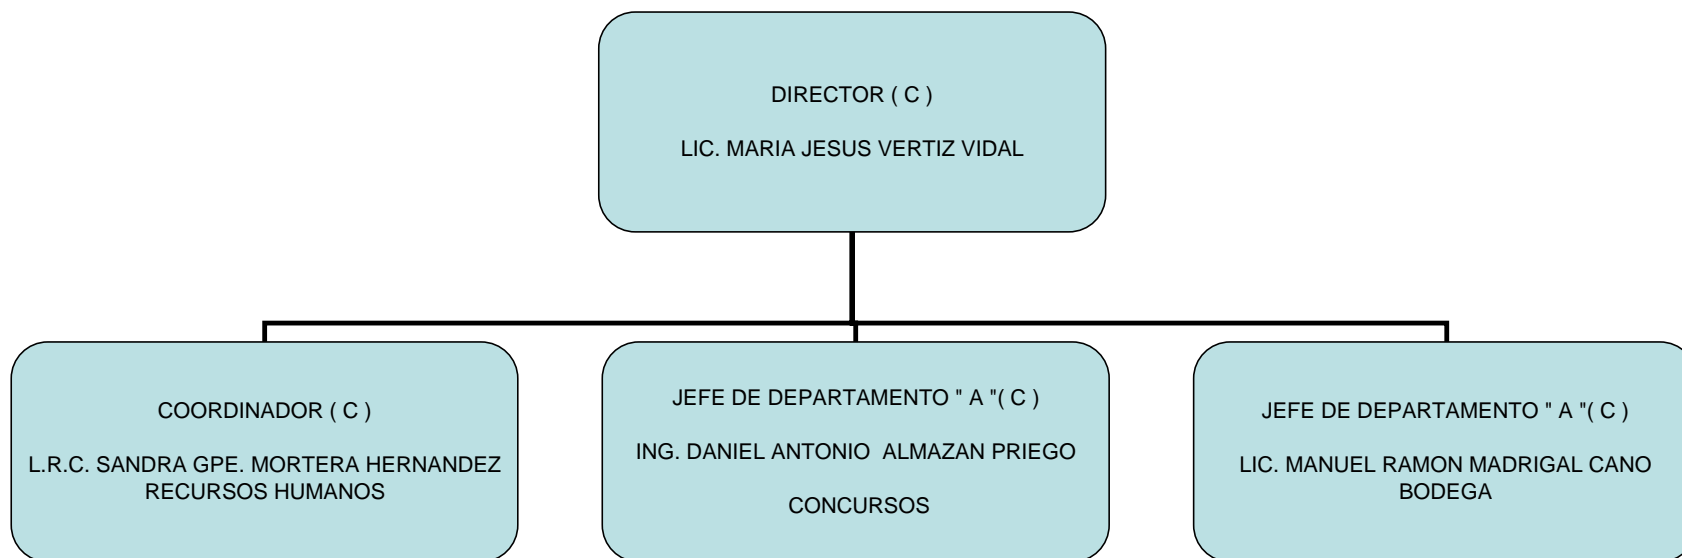 DIRECTOR ( C )
LIC. MARIA JESUS VERTIZ VIDAL
COORDINADOR ( C )
L.R.C. SANDRA GPE. MORTERA HERNANDEZ
RECURSOS HUMANOS
JEFE DE DEPARTAMENTO " A "( C )
ING. DANIEL ANTONIO  ALMAZAN PRIEGO
CONCURSOS
JEFE DE DEPARTAMENTO " A "( C )
LIC. MANUEL RAMON MADRIGAL CANO
BODEGA